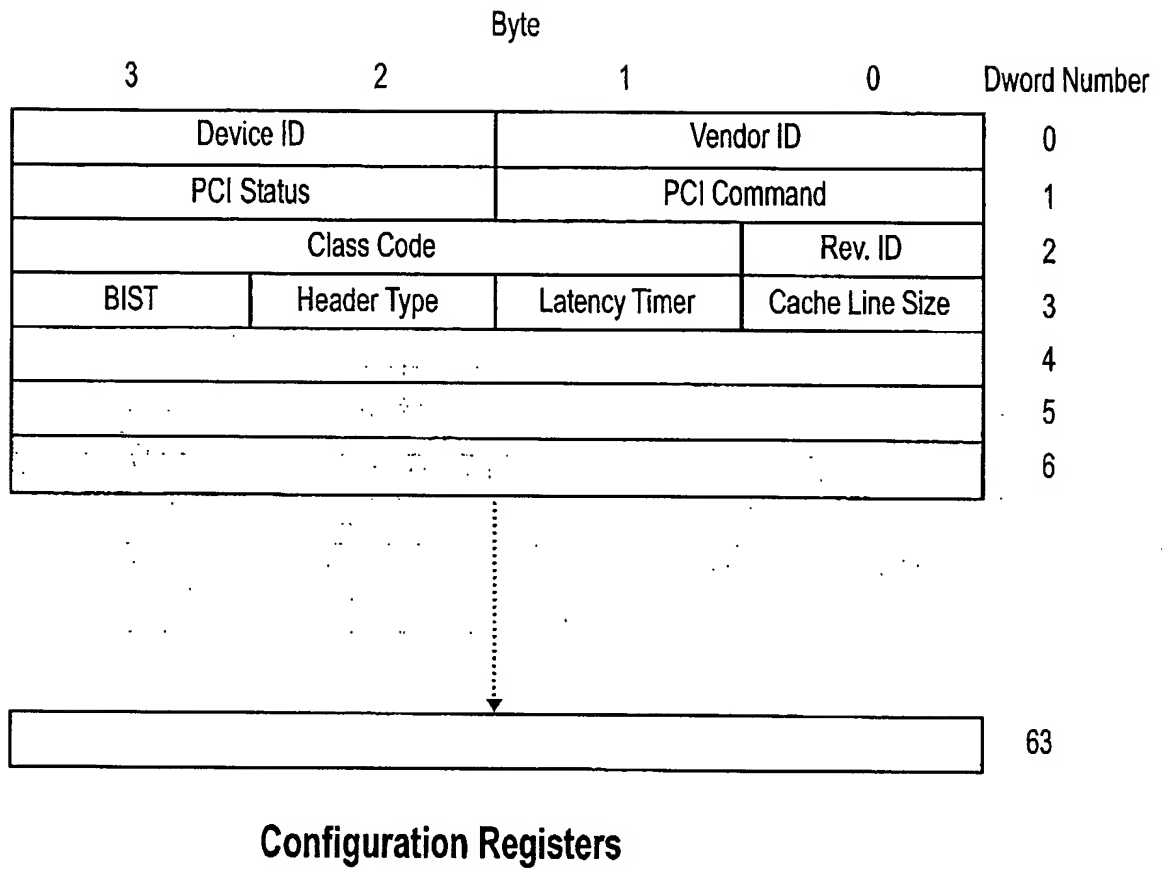 Byte
3 2 1 0 Dword Number
Device ID Vendor ID 0
PCI Status PCI Command 1
Class Code Rev. ID 2
BIST Header Type Latency Timer Cache Line Size 3
4
5
6
63
Configuration Registers